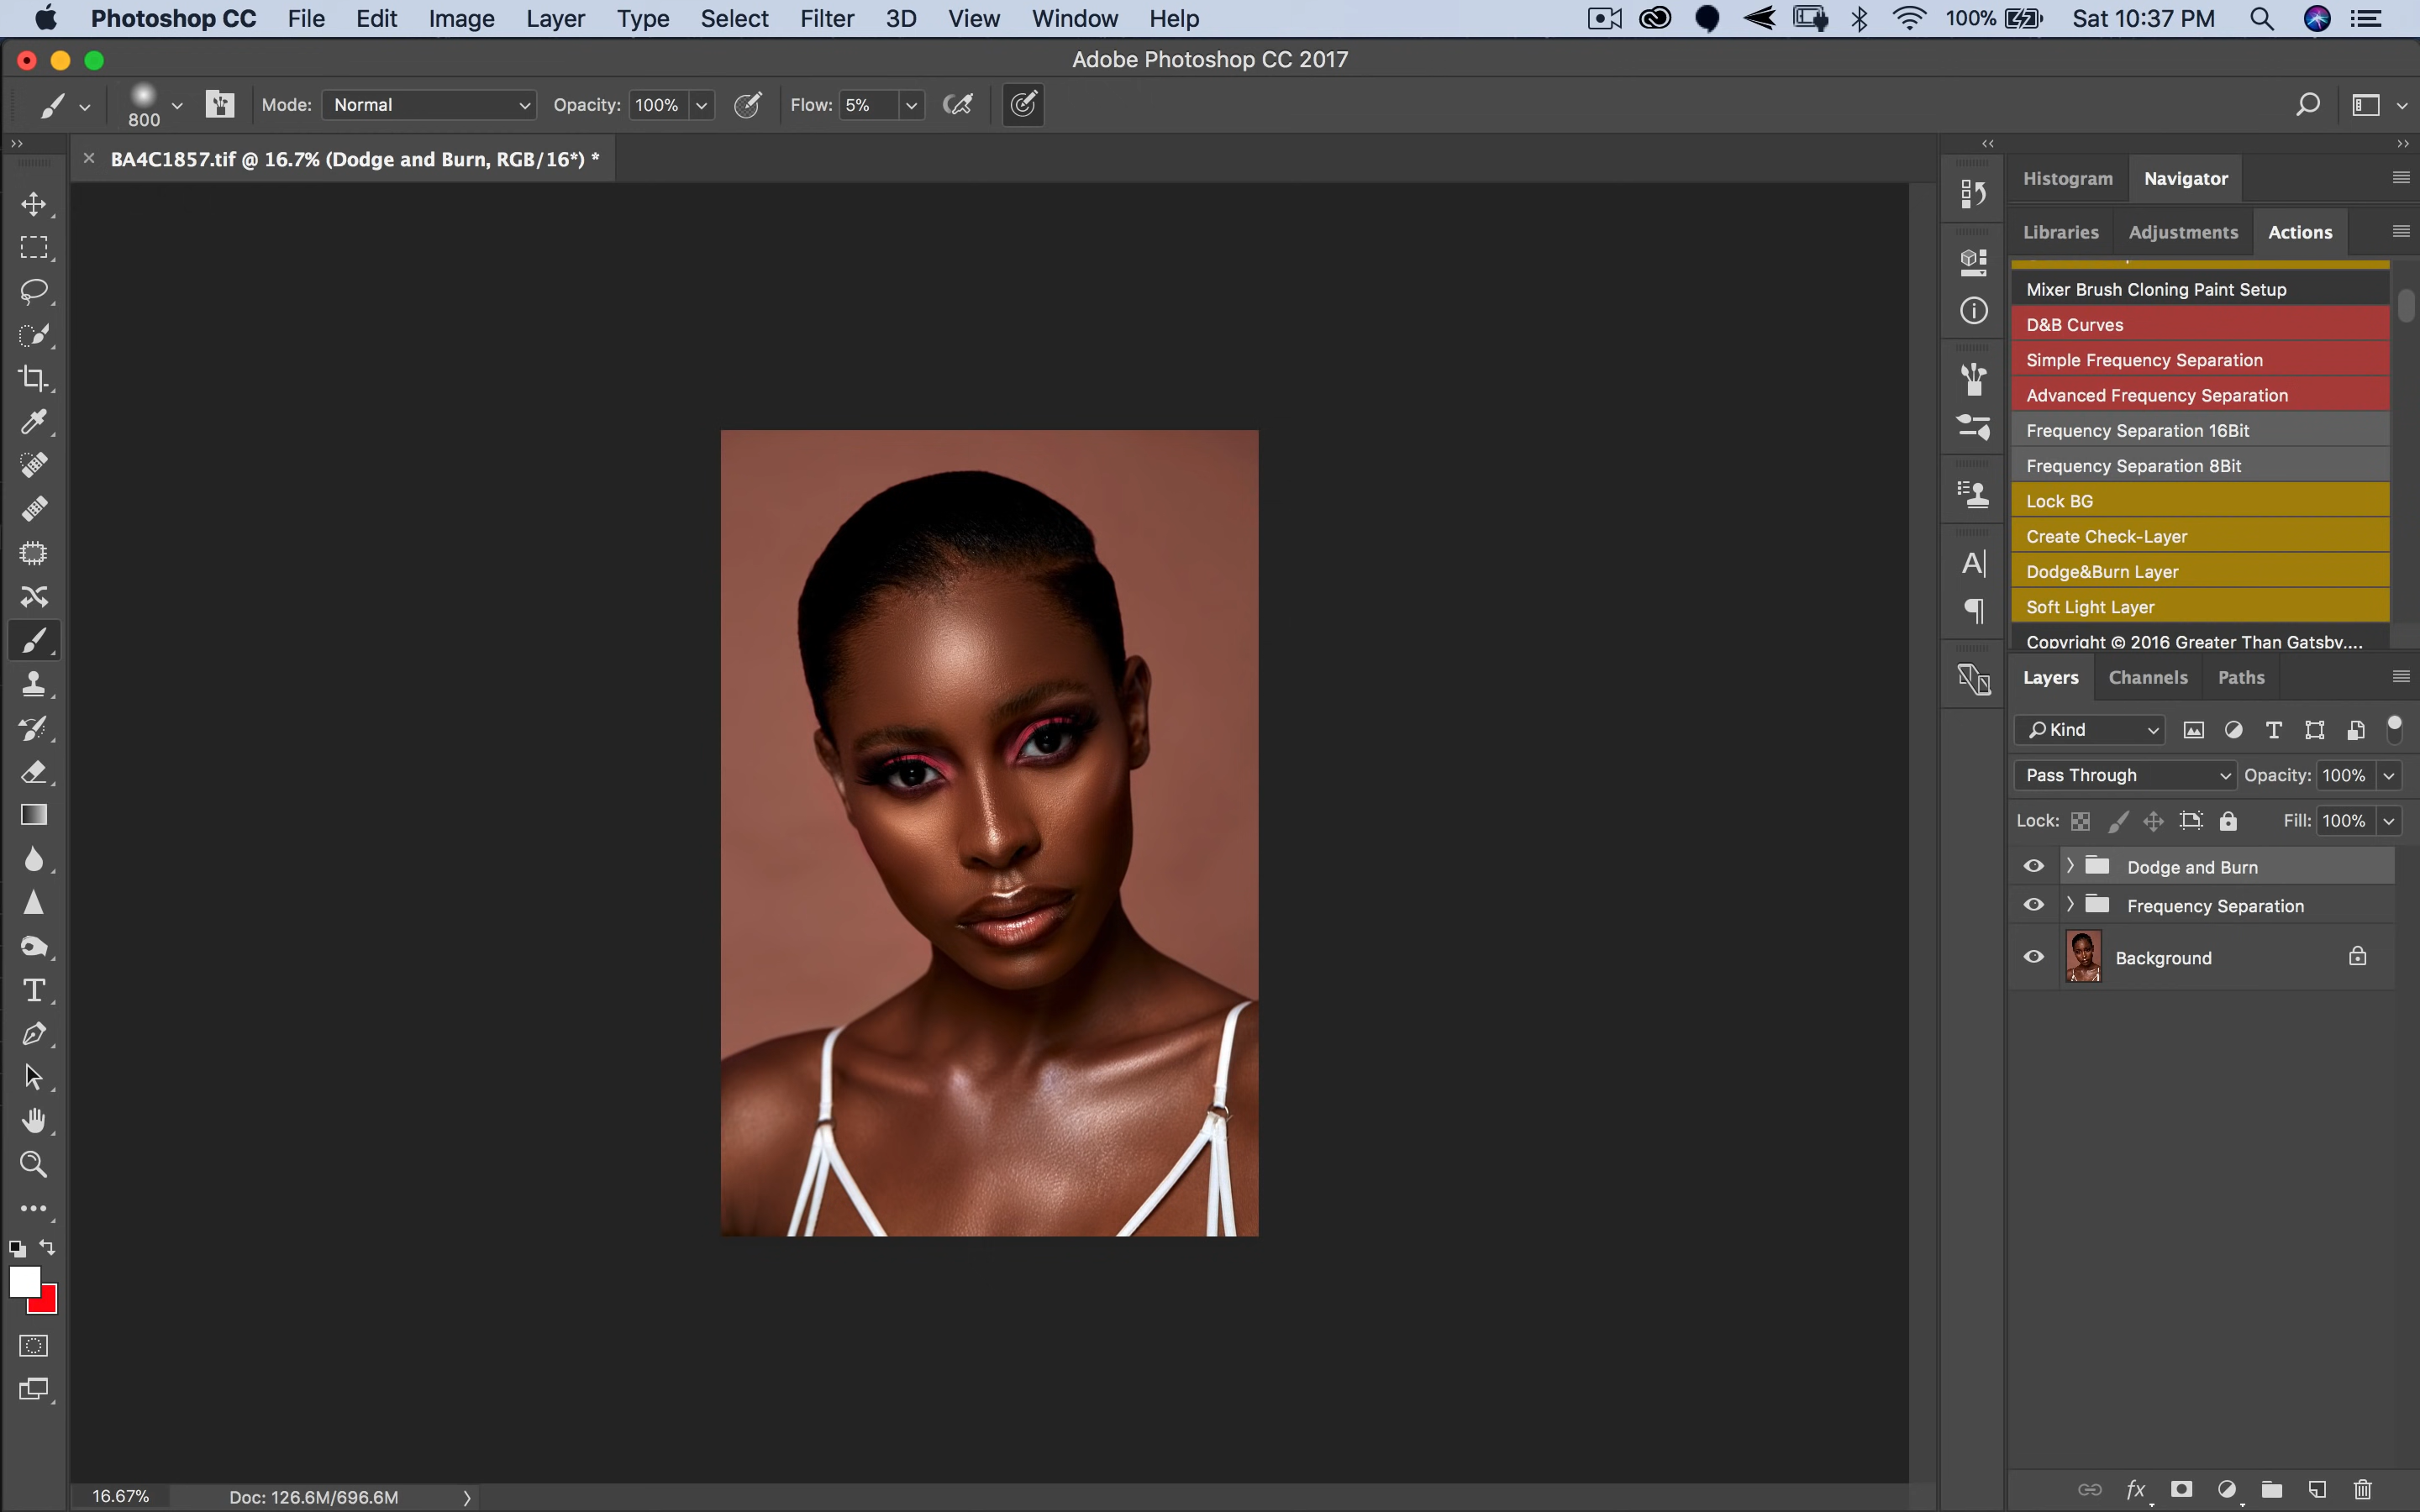 Photoshop CC File Edit Image Layer Type Select Filter 3D View Window Help 100% Sat 10:37 PM
Adobe Photoshop CC 2017
800 Mode: Normal Opacity: 100% Flow: 5%
BA4C1857.tif @ 16.7% (Dodge and Burn, RGB/16*) *
Histogram Navigator
Libraries Adjustments Actions
Mixer Brush Cloning Paint Setup
D&B Curves
Simple Frequency Separation
Advanced Frequency Separation
Frequency Separation 16Bit
Frequency Separation 8Bit
Lock BG
Create Check-Layer
Dodge&Burn Layer
Soft Light Layer
Copyright © 2016 Greater Than Gatsby....
Layers Channels Paths
Kind
Pass Through Opacity: 100%
Lock: Fill: 100%
Dodge and Burn
Frequency Separation
Background
16.67% Doc: 126.6M/696.6M
fx